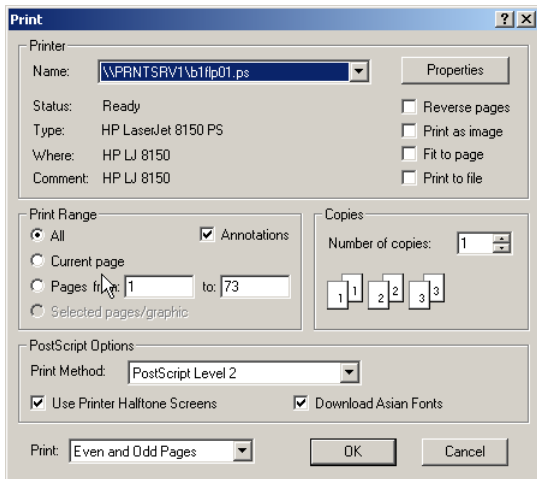 Print
Printer
Name: \\PRNTSRV1\b1flp01.ps Properties
Status: Ready Reverse pages
Type: HP LaserJet 8150 PS Print as image
Where: HP LJ 8150 Fit to page
Comment: HP LJ 8150 Print to file
Print Range Copies
All Annotations Number of copies: 1
Current page
Pages from: 1 to: 73 1 1 2 2 3 3
Selected pages/graphic
PostScript Options
Print Method: PostScript Level 2
Use Printer Halftone Screens Download Asian Fonts
Print: Even and Odd Pages OK Cancel